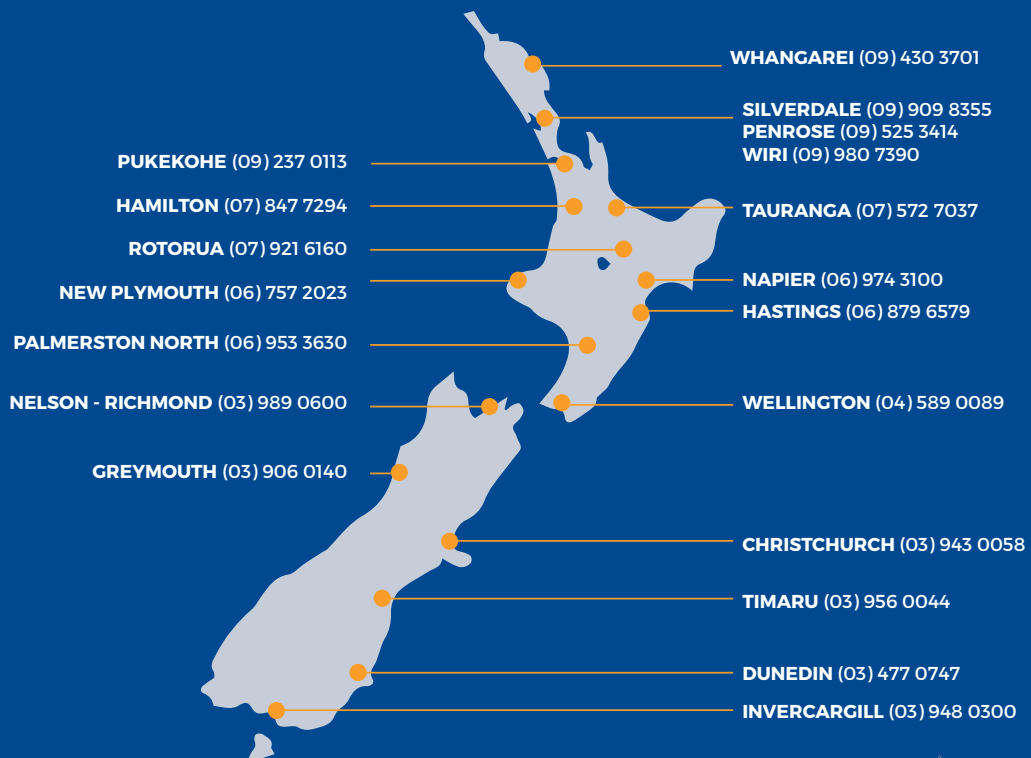 WHANGAREI (09) 430 3701
SILVERDALE (09) 909 8355
PENROSE (09) 525 3414
WIRI (09) 980 7390
PUKEKOHE (09) 237 0113
HAMILTON (07) 847 7294
TAURANGA (07) 572 7037
ROTORUA (07) 921 6160
NAPIER (06) 974 3100
NEW PLYMOUTH (06) 757 2023
HASTINGS (06) 879 6579
PALMERSTON NORTH (06) 953 3630
NELSON - RICHMOND (03) 989 0600
WELLINGTON (04) 589 0089
GREYMOUTH (03) 906 0140
CHRISTCHURCH (03) 943 0058
TIMARU (03) 956 0044
DUNEDIN (03) 477 0747
INVERCARGILL (03) 948 0300